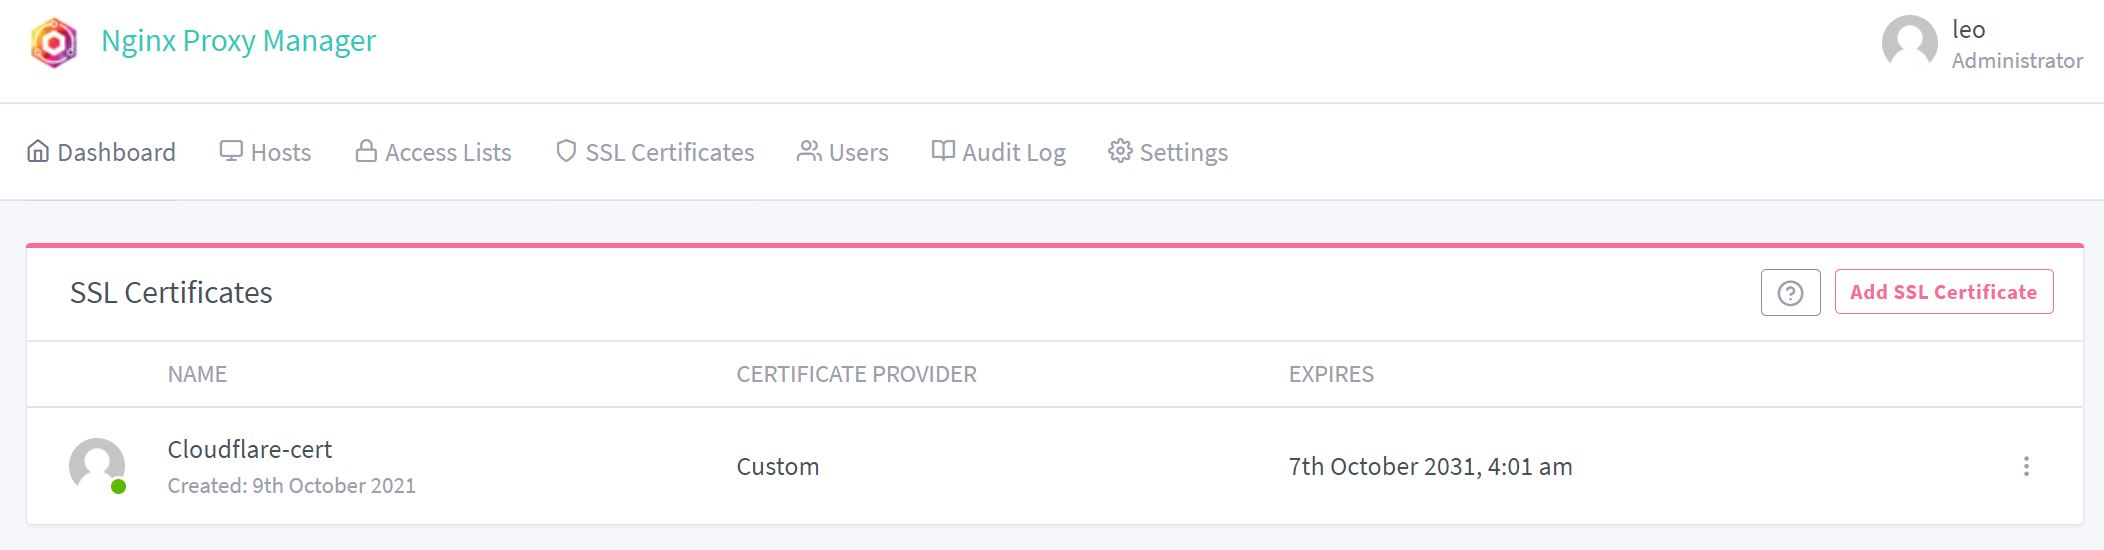 Nginx Proxy Manager
leo
Administrator
Dashboard Hosts Access Lists SSL Certificates Users Audit Log Settings
SSL Certificates
Add SSL Certificate
NAME CERTIFICATE PROVIDER EXPIRES
Cloudflare-cert
Created: 9th October 2021
Custom
7th October 2031, 4:01 am